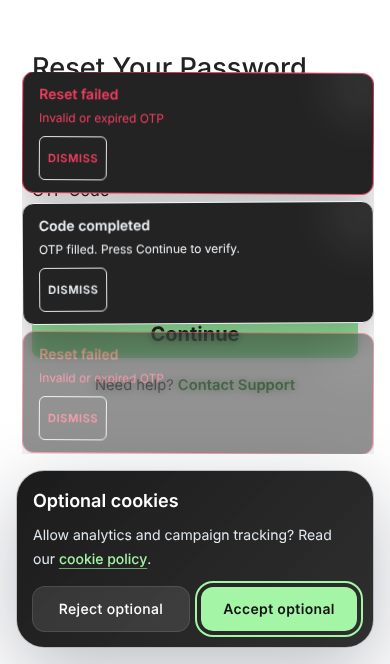 Reset Your Password
Reset failed
Invalid or expired OTP
DISMISS
OTP Code
Code completed
OTP filled. Press Continue to verify.
DISMISS
Continue
Reset failed
Invalid or expired OTP
Need help? Contact Support
DISMISS
Optional cookies
Allow analytics and campaign tracking? Read
our cookie policy.
Reject optional
Accept optional